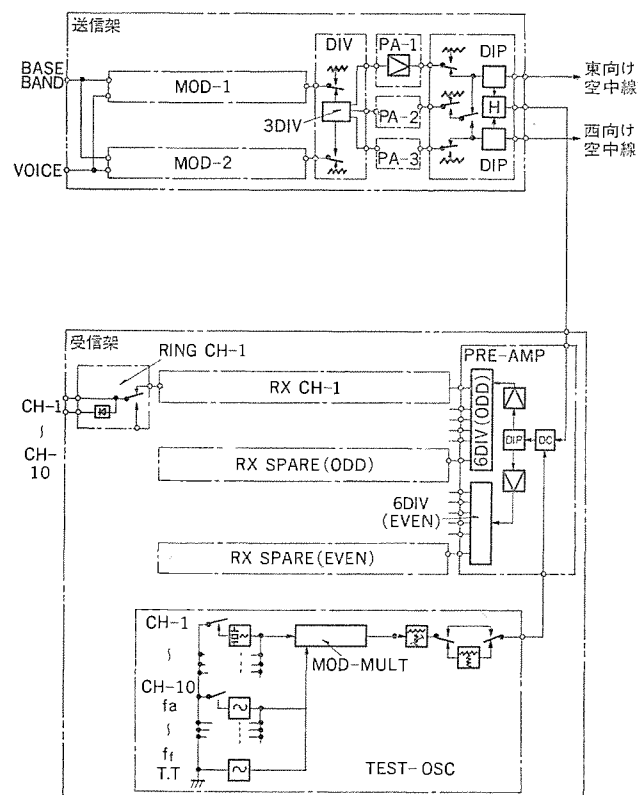 送信架
BASE
BAND
VOICE
MOD-1
MOD-2
DIV
3DIV
PA-1
PA-2
PA-3
DIP
H
DIP
東向け
空中線
西向け
空中線
受信架
RING CH-1
CH-1
~
CH-
10
RX CH-1
RX SPARE(ODD)
RX SPARE(EVEN)
PRE-AMP
6DIV(ODD)
DIP
DC
6DIV
(EVEN)
CH-1
~
CH-10
fa
~
ff
T.T
MOD-MULT
TEST-OSC